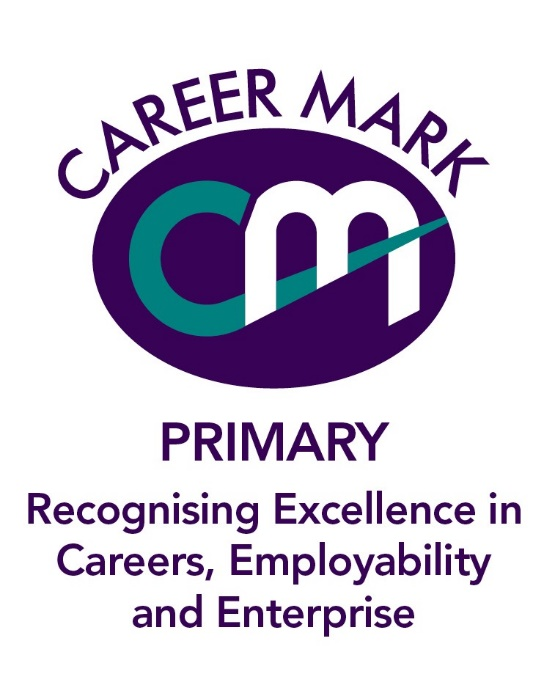 CAREER MARK
cm
PRIMARY
Recognising Excellence in
Careers, Employability
and Enterprise